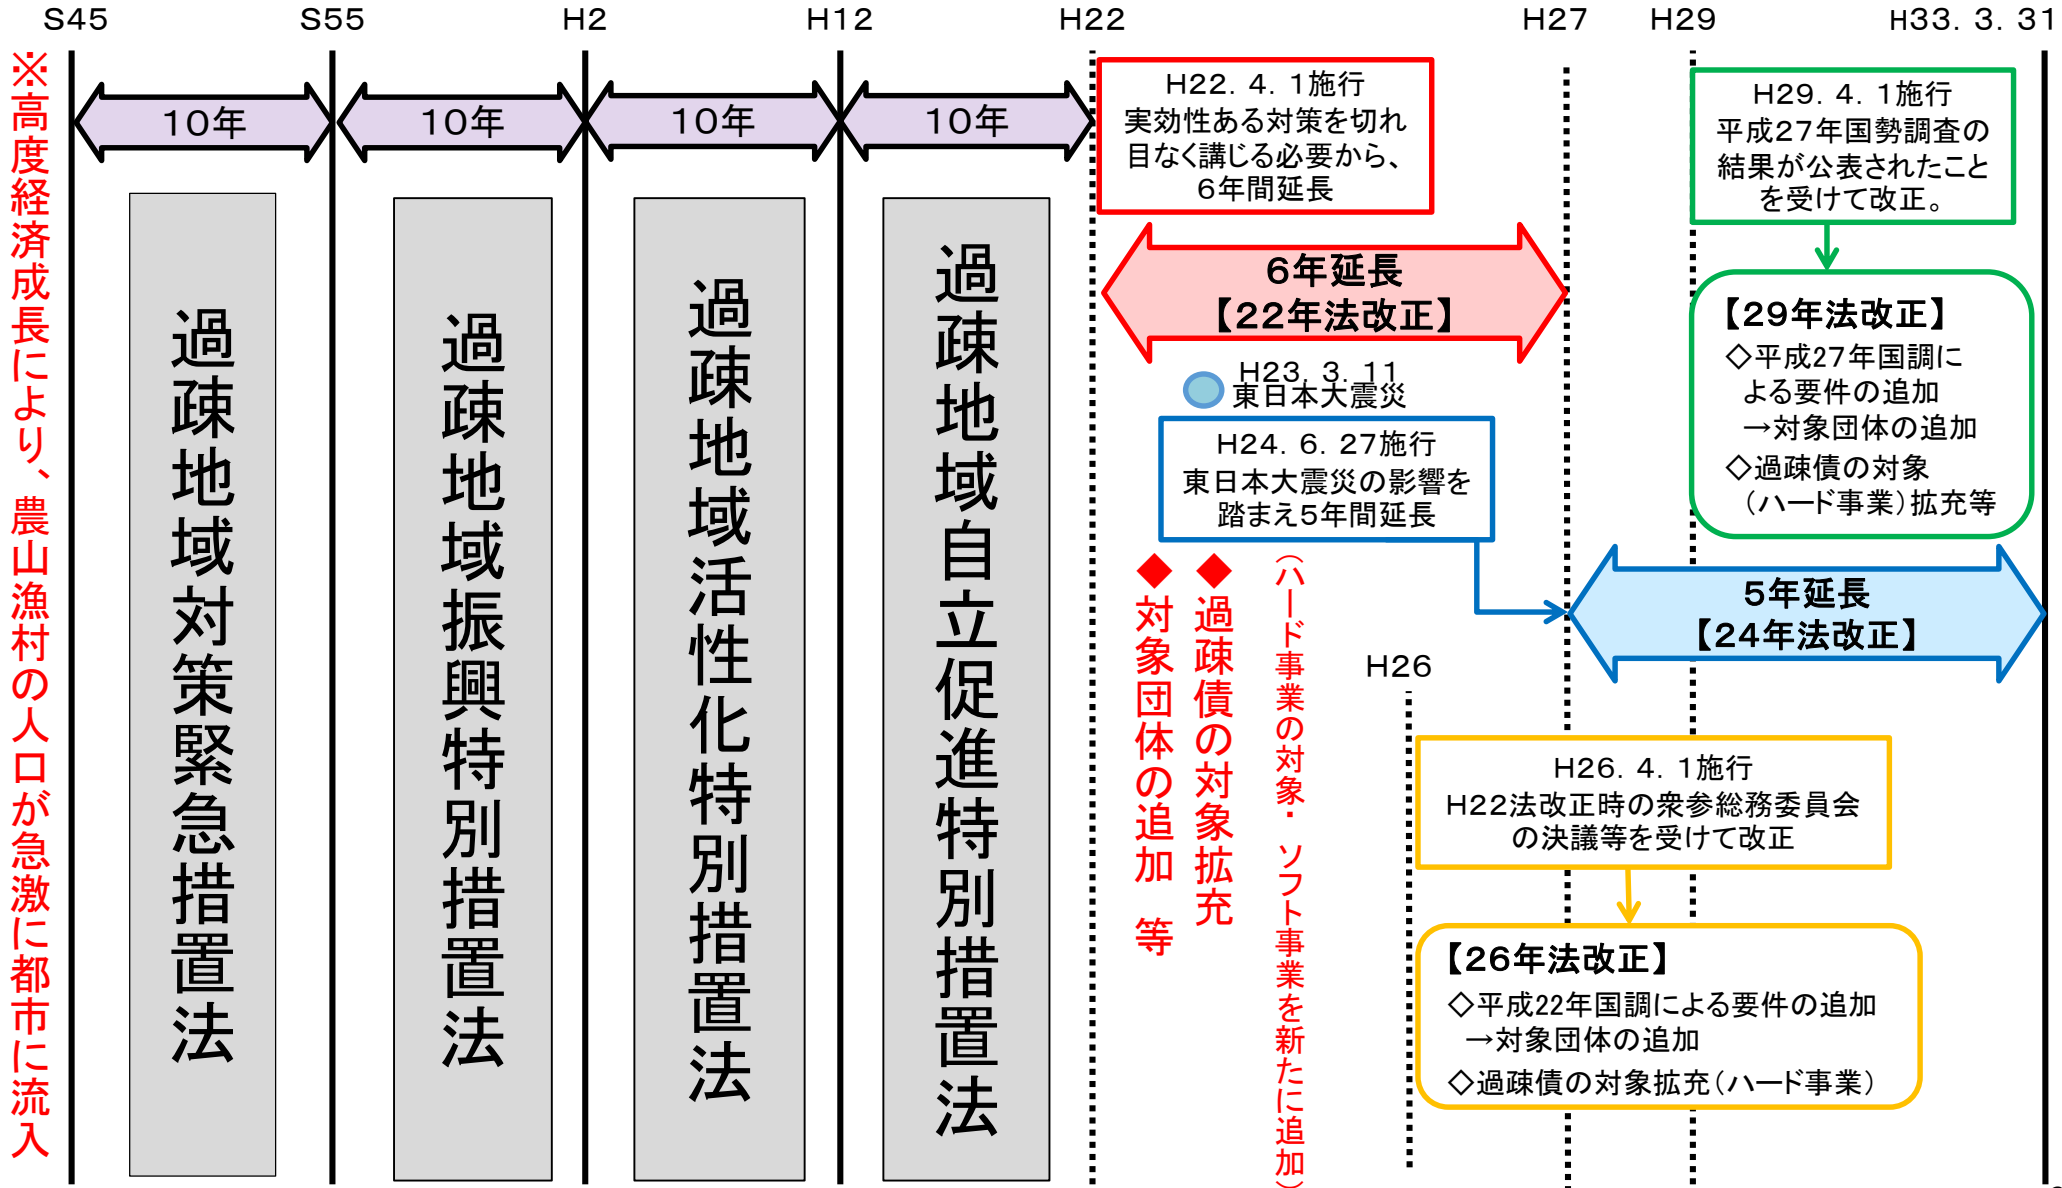 S45
S55
H2
H12
H22
H27
H29
H33．3．31
※高度経済成長により、農山漁村の人口が急激に都市に流入
10年
10年
10年
10年
過疎地域対策緊急措置法
過疎地域振興特別措置法
過疎地域活性化特別措置法
過疎地域自立促進特別措置法
H22．4．1施行
実効性ある対策を切れ
目なく講じる必要から、
6年間延長
6年延長
【22年法改正】
H23．3．11
東日本大震災
H24．6．27施行
東日本大震災の影響を
踏まえ5年間延長
（ハード事業の対象・ソフト事業を新たに追加）
◆過疎債の対象拡充
◆対象団体の追加 等
H29．4．1施行
平成27年国勢調査の
結果が公表されたこと
を受けて改正。
【29年法改正】
◇平成27年国調に
よる要件の追加
→対象団体の追加
◇過疎債の対象
（ハード事業）拡充等
5年延長
【24年法改正】
H26
H26．4．1施行
H22法改正時の衆参総務委員会
の決議等を受けて改正
【26年法改正】
◇平成22年国調による要件の追加
→対象団体の追加
◇過疎債の対象拡充（ハード事業）